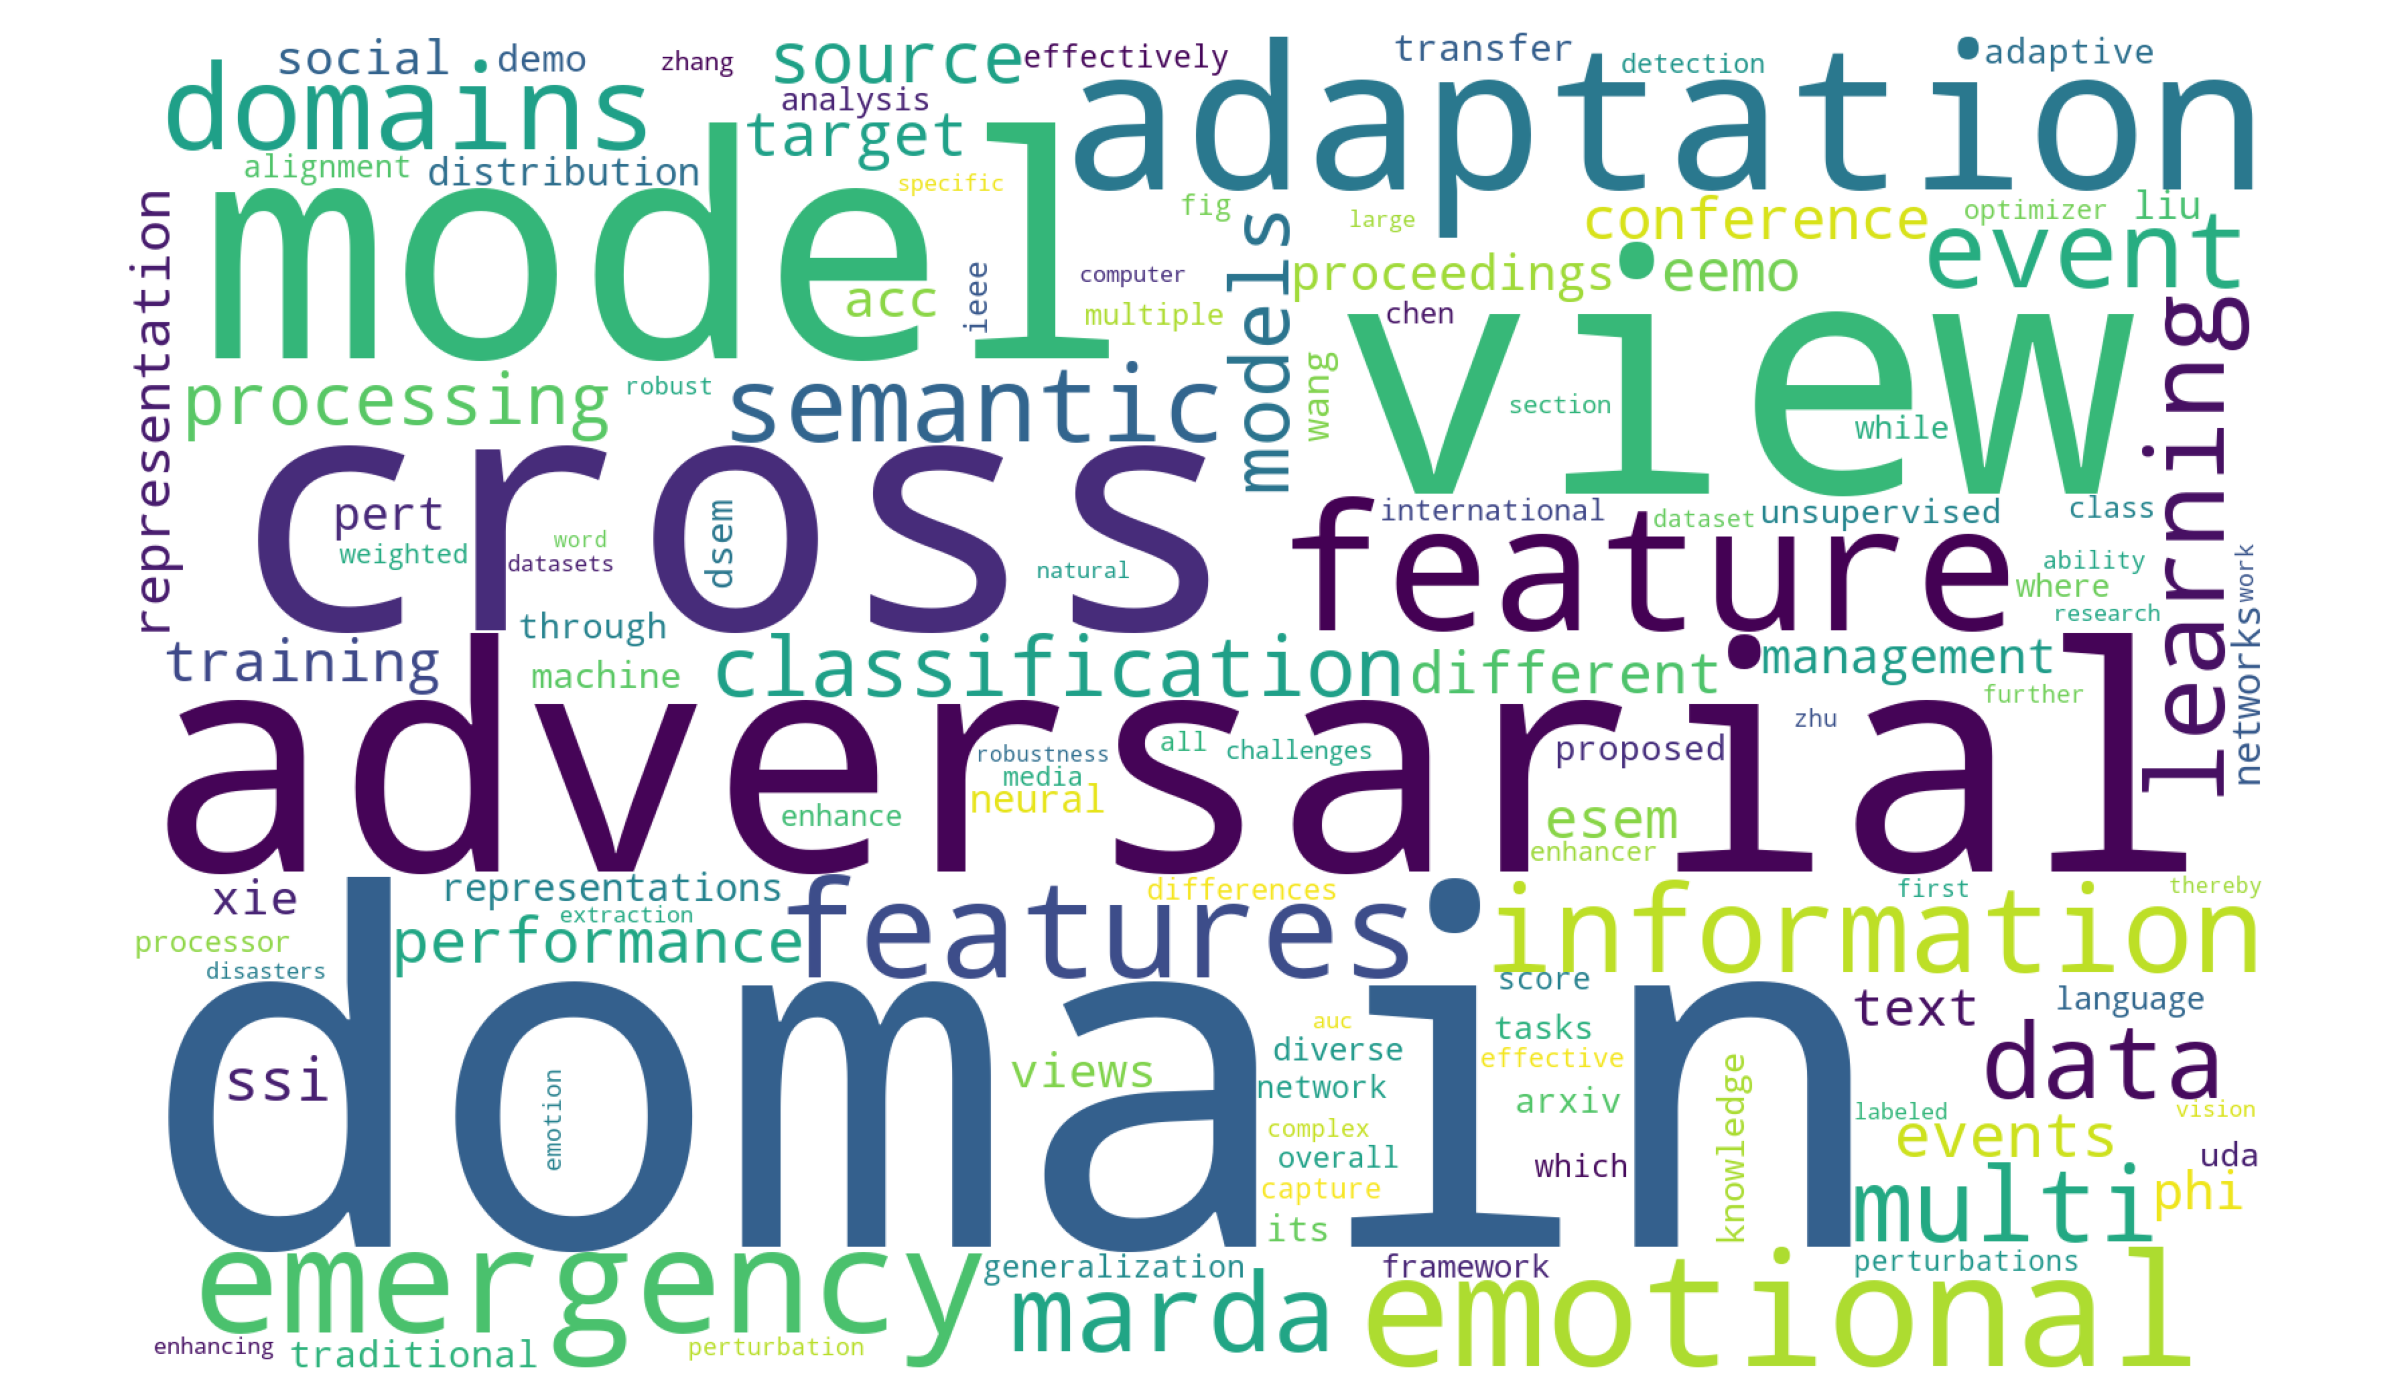 social
demo
zhang
source
effectively
transfer
detection
adaptive
domains
analysis
target
adaptation
alignment
distribution
specific
model
fig
large
conference
optimizer
liu
representation
acc
ieee
computer
multiple
models
proceedings
eemo
event
chen
view
learning
processing
robust
semantic
wang
section
while
cross
pert
weighted
word
datasets
dsem
natural
feature
international
dataset
unsupervised
class
ability
where
work
research
networks
training
through
machine
classification
different
management
further
zhu
adversarial
robustness
media
neural
all
challenges
proposed
enhance
esem
enhancer
xie
representations
extraction
performance
features
differences
information
first
thereby
processor
disasters
domain
score
text
language
ssi
emotion
views
auc
diverse
network
tasks
effective
arxiv
knowledge
data
labeled
vision
events
uda
complex
overall
capture
its
which
multi
phi
emergency
generalization
framework
perturbations
marda
emotional
enhancing
traditional
perturbation